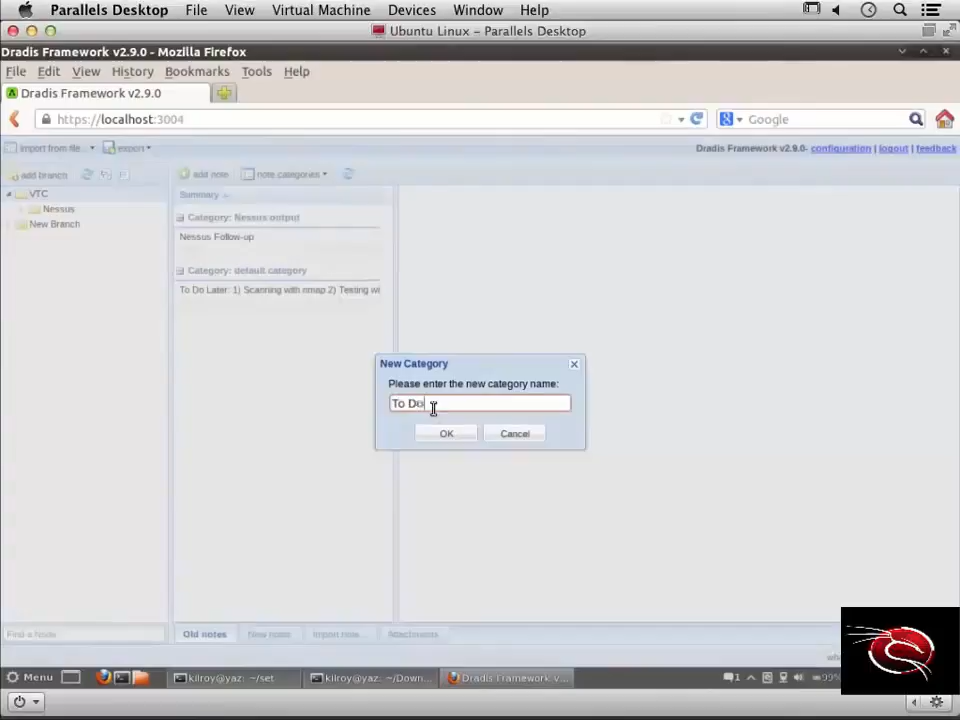 Parallels Desktop File View Virtual Machine Devices Window Help
Ubuntu Linux – Parallels Desktop
Dradis Framework v2.9.0 - Mozilla Firefox
File Edit View History Bookmarks Tools Help
Dradis Framework v2.9.0
https://localhost:3004
Google
import from file... export
Dradis Framework v2.9.0- configuration | logout | feedback
add branch
add note note categories
VTC
Summary
Nessus
Category: Nessus output
New Branch
Nessus Follow-up
Category: default category
To Do Later: 1) Scanning with nmap 2) Testing wi
New Category
Please enter the new category name:
To Do
OK Cancel
Find a Node
Old notes New note Import note... Attachments
Menu
kilroy@yaz: ~/set
kilroy@yaz: ~/Down...
Dradis Framework v...
1
99%